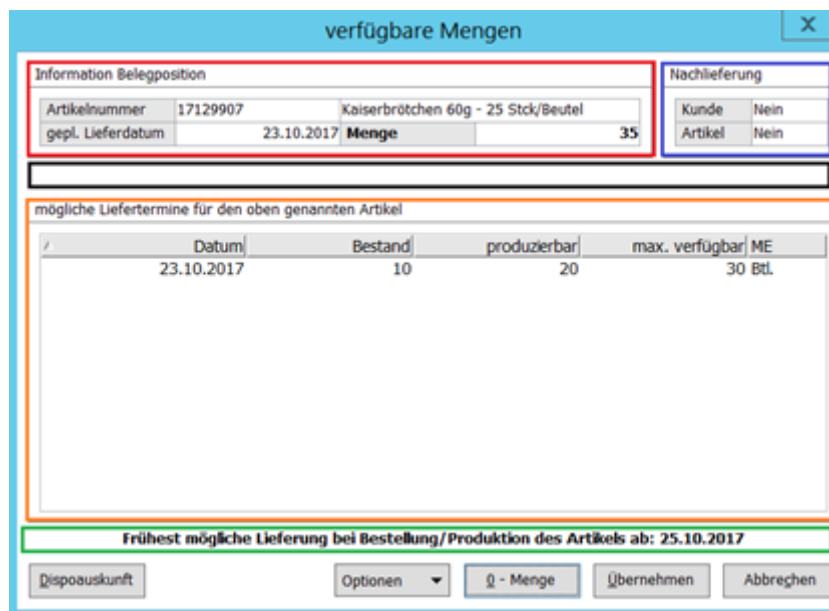 verfügbare Mengen
X
Information Belegposition
Nachlieferung
Artikelnummer 17129907 Kaiserbrötchen 60g - 25 Stck/Beutel
Kunde Nein
gepl. Lieferdatum 23.10.2017 Menge 35
Artikel Nein
mögliche Liefertermine für den oben genannten Artikel
Datum Bestand produzierbar max. verfügbar ME
23.10.2017 10 20 30 Btl.
Frühest mögliche Lieferung bei Bestellung/Produktion des Artikels ab: 25.10.2017
Dispoauskunft Optionen 0 - Menge Übernehmen Abbrechen